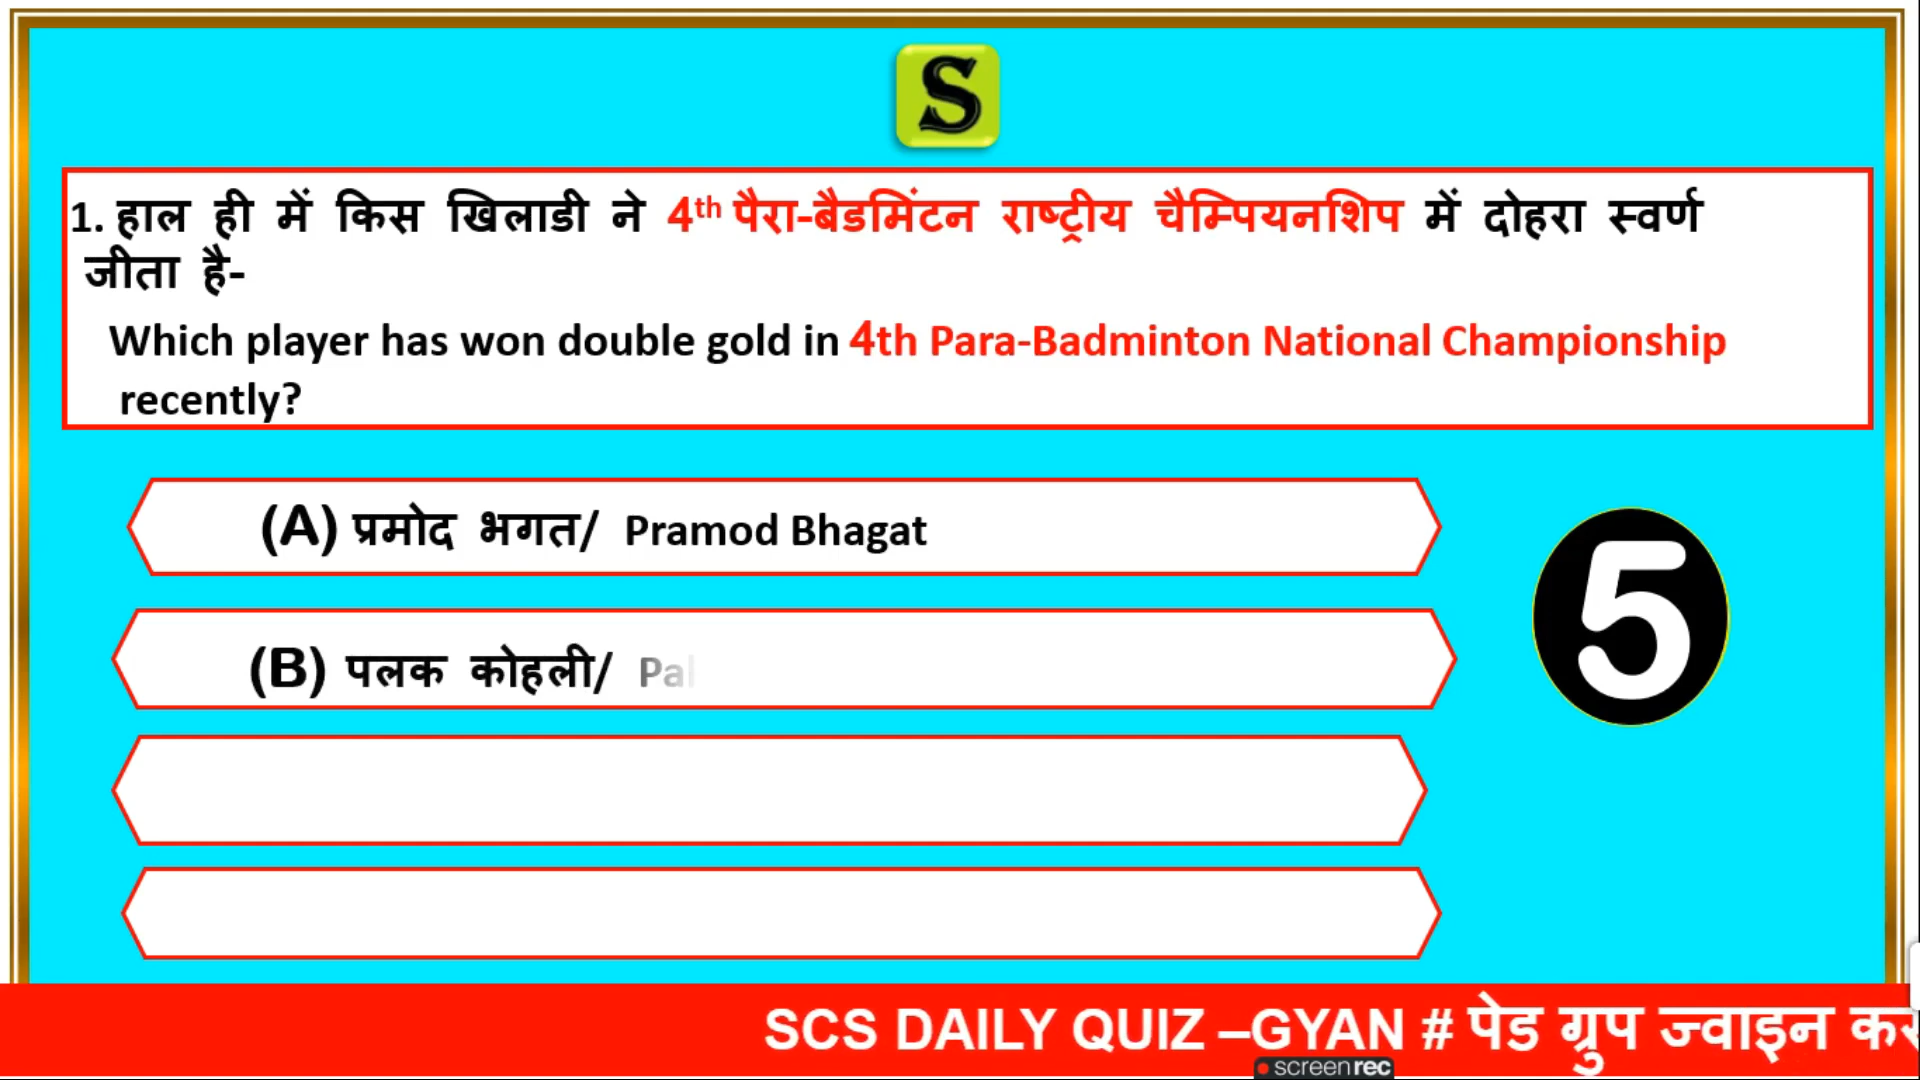 S
1. हाल ही में किस खिलाडी ने 4th पैरा-बैडमिंटन राष्ट्रीय चैम्पियनशिप में दोहरा स्वर्ण
जीता है-
Which player has won double gold in 4th Para-Badminton National Championship
recently?
(A) प्रमोद भगत/ Pramod Bhagat
5
(B) पलक कोहली/
SCS DAILY QUIZ –GYAN # पेड ग्रुप ज्वाइन
screenrec